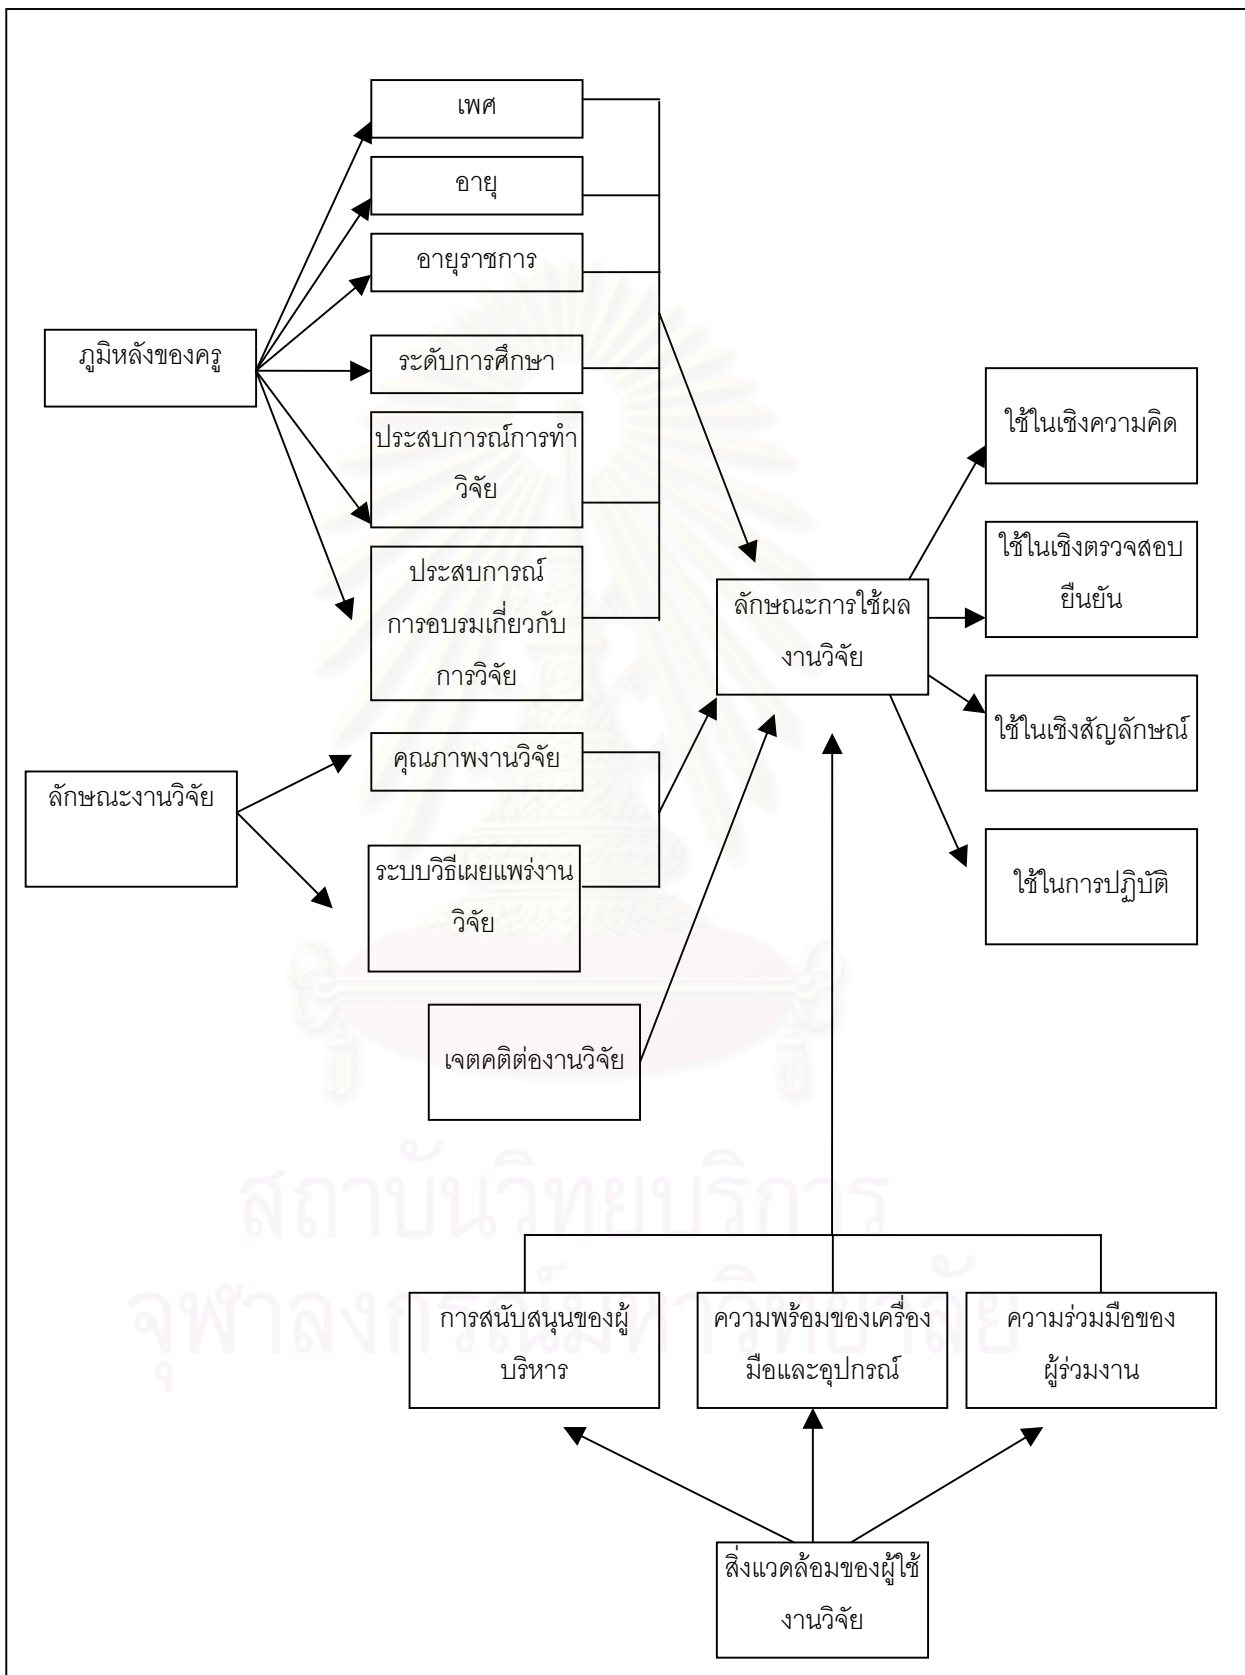 เพศ
อายุ
อายุราชการ
ภูมิหลังของครู
ระดับการศึกษา
ประสบการณ์การทำ
วิจัย
ประสบการณ์
การอบรมเกี่ยวกับ
การวิจัย
ลักษณะการใช้ผล
งานวิจัย
ใช้ในเชิงความคิด
ใช้ในเชิงตรวจสอบ
ยืนยัน
ใช้ในเชิงสัญลักษณ์
ใช้ในการปฏิบัติ
คุณภาพงานวิจัย
ลักษณะงานวิจัย
ระบบวิธีเผยแพร่งาน
วิจัย
เจตคติต่องานวิจัย
สถาบันวิทยบริการ
จุฬาลงกรณ์มหาวิทยาลัย
การสนับสนุนของผู้
บริหาร
ความพร้อมของเครื่อง
มือและอุปกรณ์
ความร่วมมือของ
ผู้ร่วมงาน
สิ่งแวดล้อมของผู้ใช้
งานวิจัย